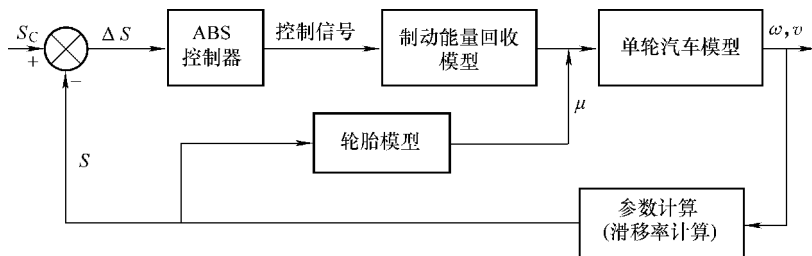 S_C
+
−
Δ S
ABS
控制器
控制信号
制动能量回收
模型
单轮汽车模型
ω,v
μ
轮胎模型
S
参数计算
(滑移率计算)